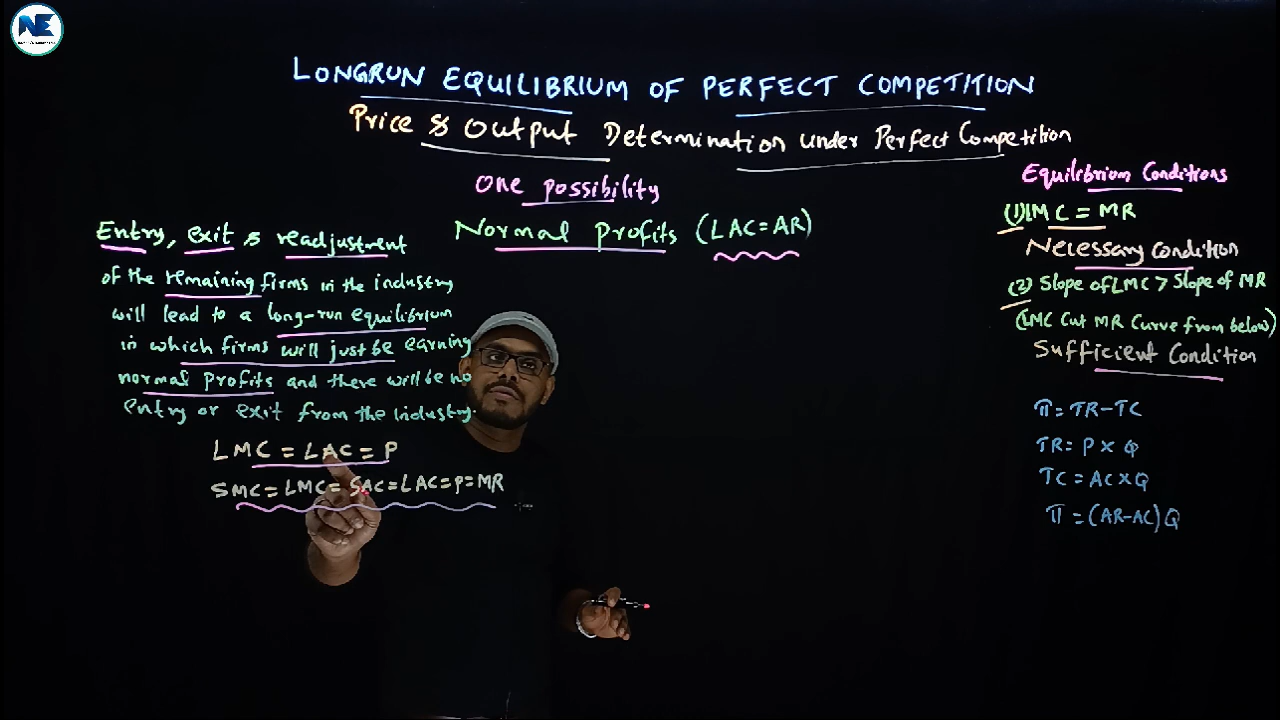 NE
LONGRUN EQUILIBRIUM OF PERFECT COMPETITION
Price & Output Determination under Perfect Competition
One possibility
Normal profits (LAC=AR)
Entry, exit & readjustment
of the remaining firms in the industry
will lead to a long-run equilibrium
in which firms will just be earning
normal profits and there will be no
entry or exit from the industry.
LMC = LAC = P
SMC = LMC = SAC = LAC = P = MR
Equilibrium Conditions
(1) LMC = MR
Necessary Condition
(2) Slope of LMC > Slope of MR
(LMC Cut MR Curve from below)
Sufficient Condition
π = TR-TC
TR = P x Q
TC = AC x Q
π = (AR-AC)Q